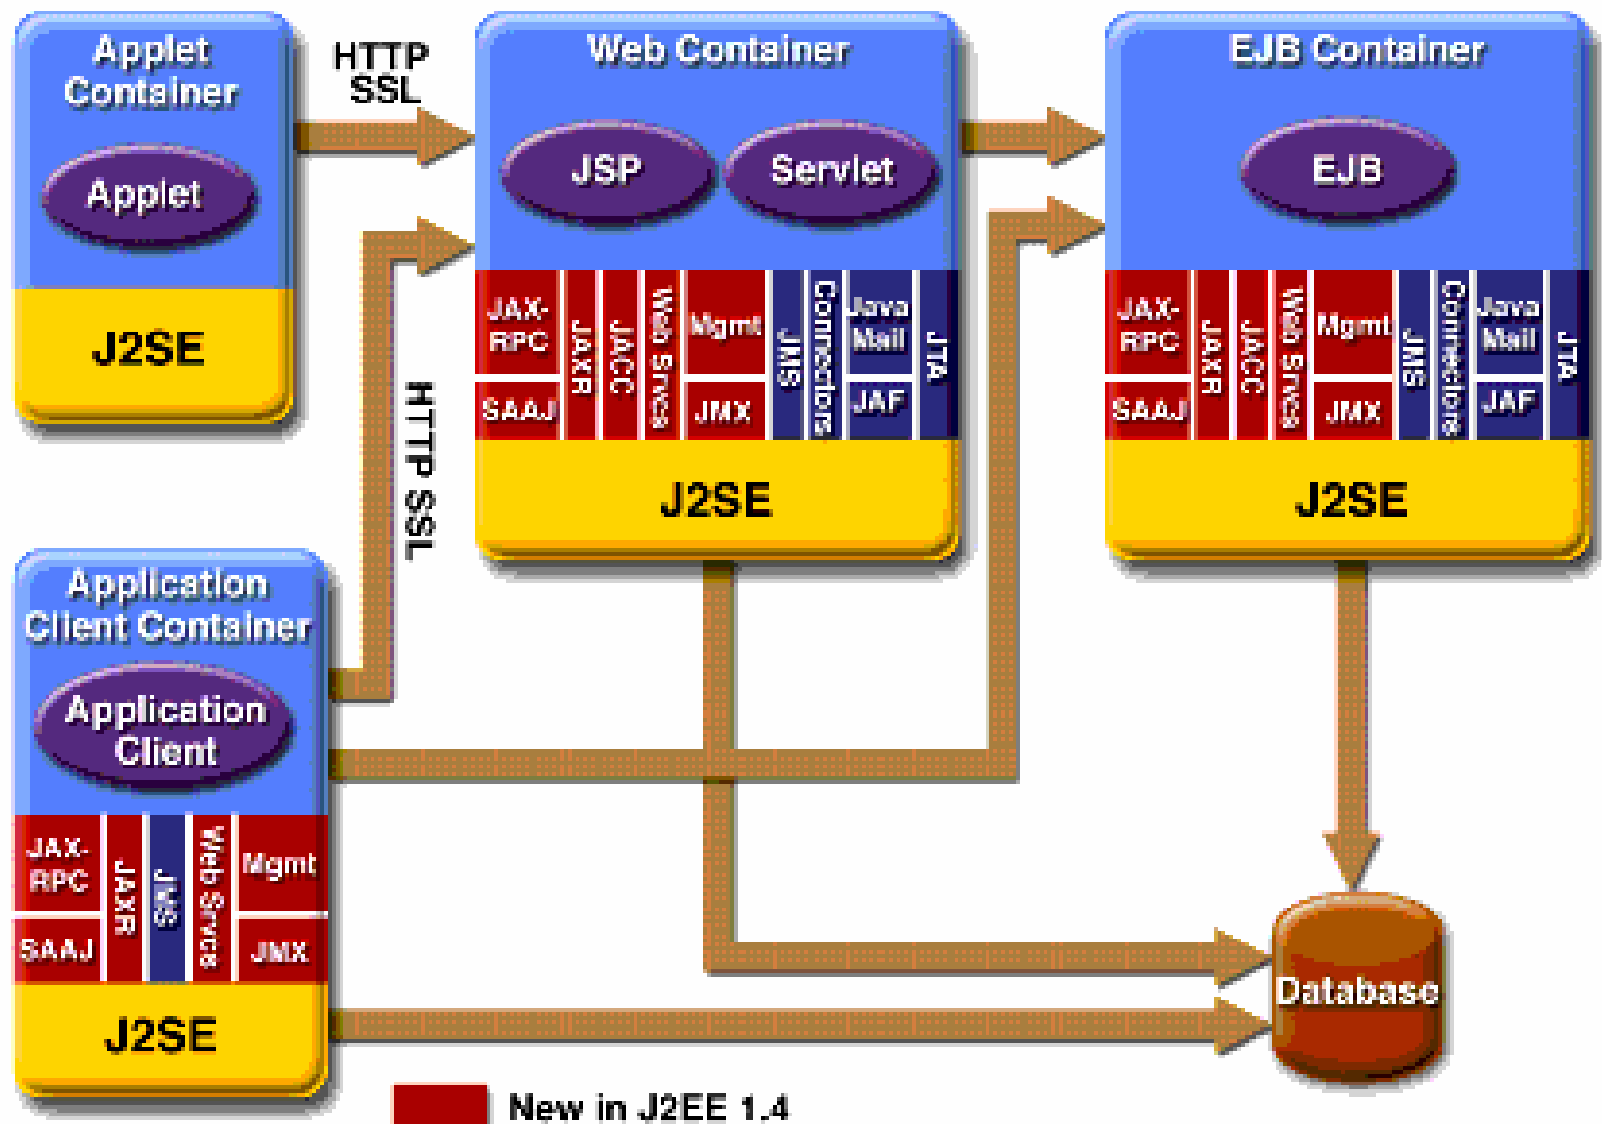 Applet
Container
Applet
J2SE
HTTP
SSL
Web Container
JSP
Servlet
JAX-
RPC
SAAJ
JAXR
JACC
Web Srvcs
Mgmt
JMX
JMS
Connectors
Java
Mail
JAF
JTA
J2SE
EJB Container
EJB
JAX-
RPC
SAAJ
JAXR
JACC
Web Srvcs
Mgmt
JMX
JMS
Connectors
Java
Mail
JAF
JTA
J2SE
HTTP SSL
Application
Client Container
Application
Client
JAX-
RPC
SAAJ
JAXR
JMS
Web Srvcs
Mgmt
JMX
J2SE
Database
New in J2EE 1.4